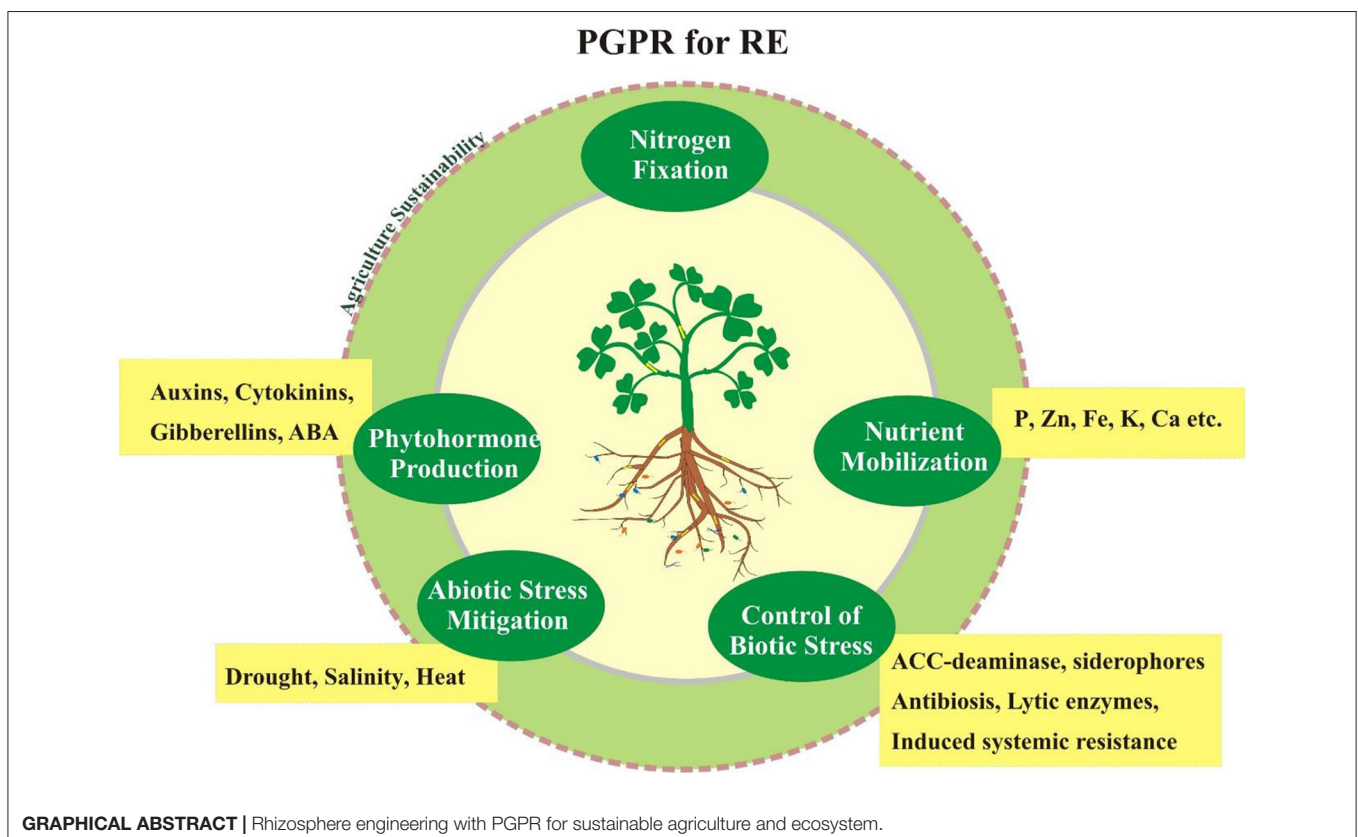 PGPR for RE
Agriculture Sustainability
Nitrogen
Fixation
Auxins, Cytokinins,
Gibberellins, ABA
Phytohormone
Production
Nutrient
Mobilization
P, Zn, Fe, K, Ca etc.
Abiotic Stress
Mitigation
Drought, Salinity, Heat
Control of
Biotic Stress
ACC-deaminase, siderophores
Antibiosis, Lytic enzymes,
Induced systemic resistance
GRAPHICAL ABSTRACT | Rhizosphere engineering with PGPR for sustainable agriculture and ecosystem.